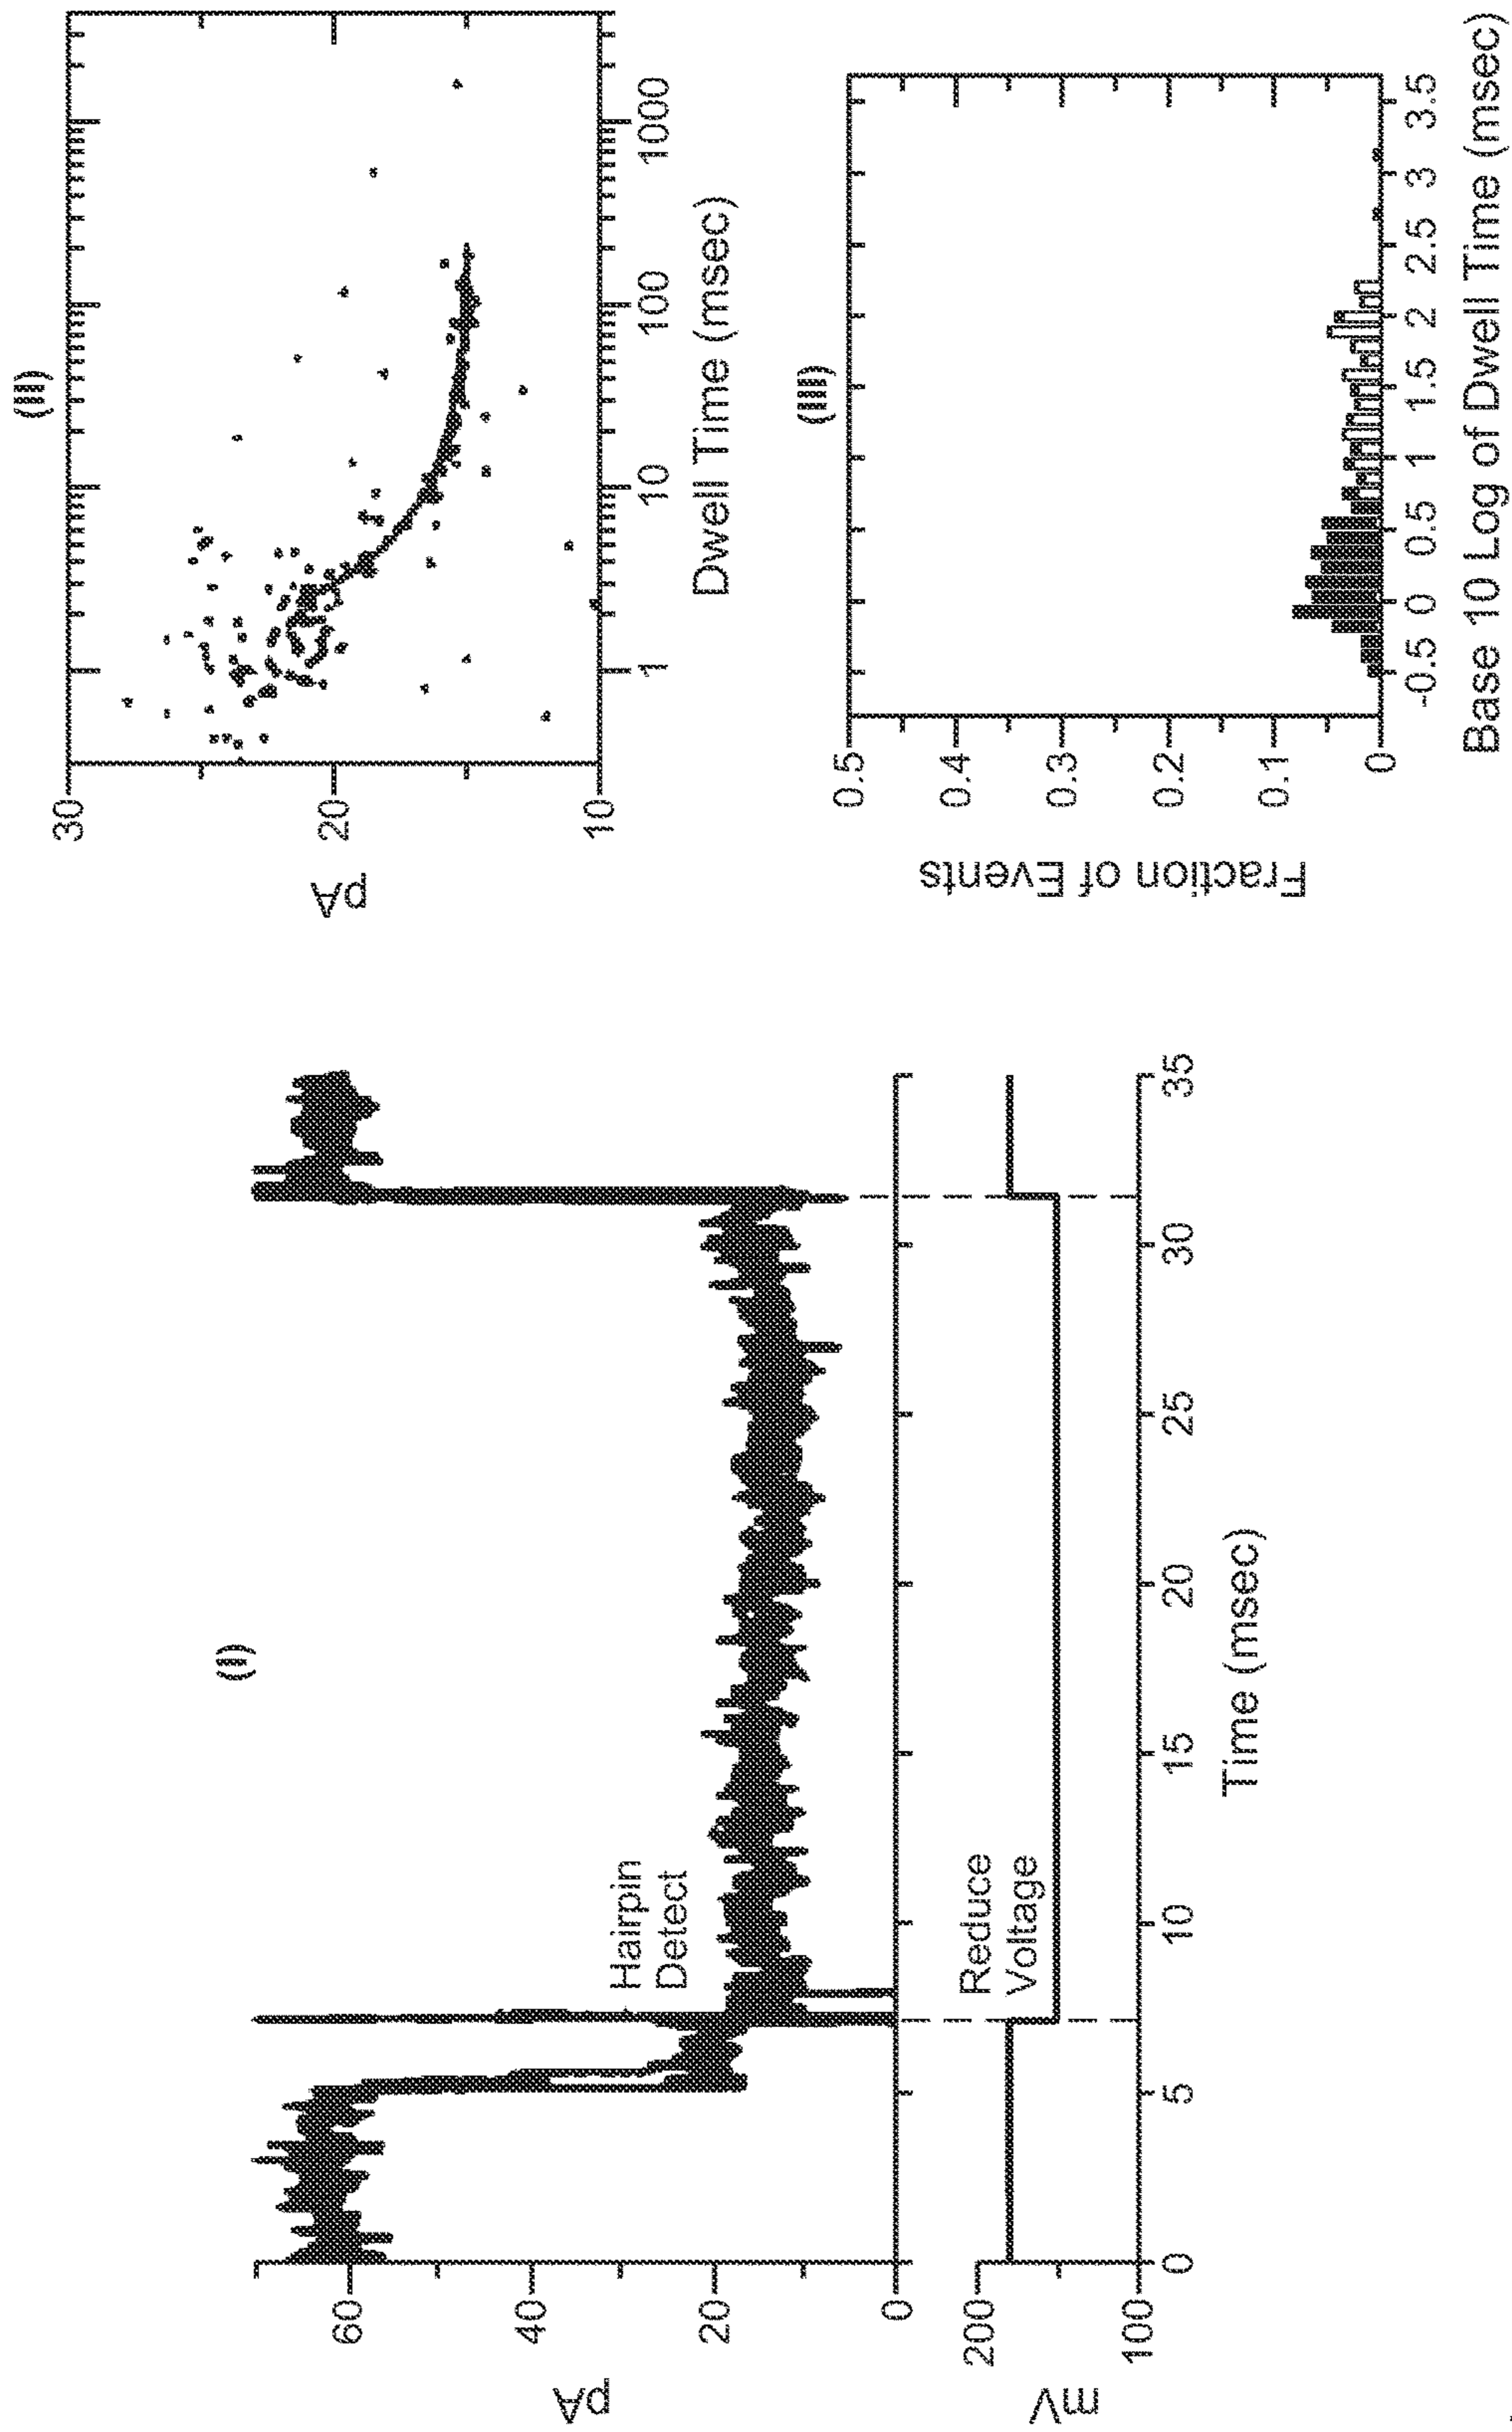 (I)
pA
60
40
20
0
Hairpin
Detect
Reduce
Voltage
mV
200
100
0 5 10 15 20 25 30 35
Time (msec)
(II)
pA
30
20
10
1 10 100 1000
Dwell Time (msec)
(III)
Fraction of Events
0.5
0.4
0.3
0.2
0.1
0
-0.5 0 0.5 1 1.5 2 2.5 3 3.5
Base 10 Log of Dwell Time (msec)